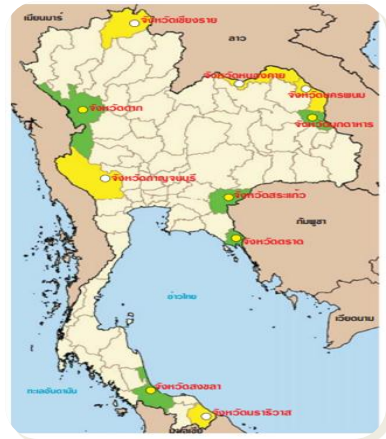 เมียนมาร์
จังหวัดเชียงราย
ลาว
จังหวัดหนองคาย
จังหวัดนครพนม
จังหวัดตาก
จังหวัดมุกดาหาร
จังหวัดกาญจนบุรี
จังหวัดสระแก้ว
กัมพูชา
จังหวัดตราด
อ่าวไทย
เวียดนาม
ทะเลอันดามัน
จังหวัดสงขลา
จังหวัดนราธิวาส
มาเลเซีย